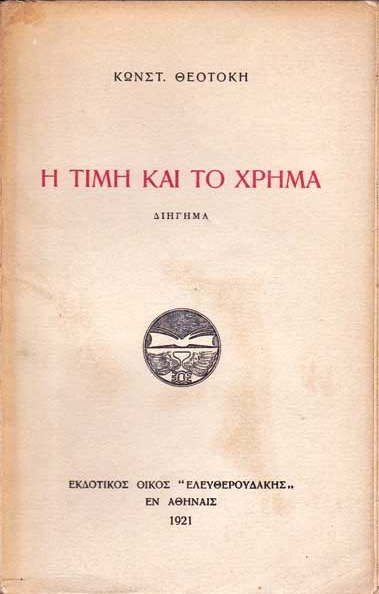 ΚΩΝΣΤ. ΘΕΟΤΟΚΗ
Η ΤΙΜΗ ΚΑΙ ΤΟ ΧΡΗΜΑ
ΔΙΗΓΗΜΑ
ΕΚΔΟΤΙΚΟΣ ΟΙΚΟΣ "ΕΛΕΥΘΕΡΟΥΔΑΚΗΣ„
ΕΝ ΑΘΗΝΑΙΣ
1921